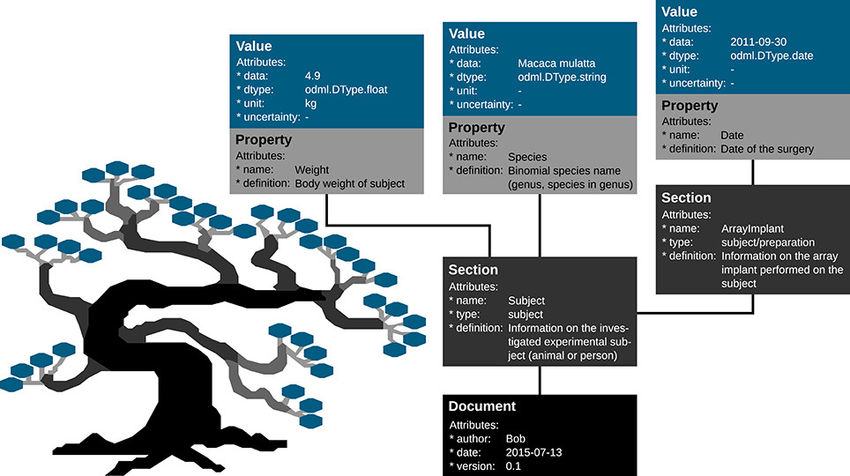 Value
Attributes:
* data: 4.9
* dtype: odml.DType.float
* unit: kg
* uncertainty: -
Property
Attributes:
* name: Weight
* definition: Body weight of subject
Value
Attributes:
* data: Macaca mulatta
* dtype: odml.DType.string
* unit: -
* uncertainty: -
Property
Attributes:
* name: Species
* definition: Binomial species name
(genus, species in genus)
Value
Attributes:
* data: 2011-09-30
* dtype: odml.DType.date
* unit: -
* uncertainty: -
Property
Attributes:
* name: Date
* definition: Date of the surgery
Section
Attributes:
* name: ArrayImplant
* type: subject/preparation
* definition: Information on the array
implant performed on the
subject
Section
Attributes:
* name: Subject
* type: subject
* definition: Information on the inves-
tigated experimental sub-
ject (animal or person)
Document
Attributes:
* author: Bob
* date: 2015-07-13
* version: 0.1